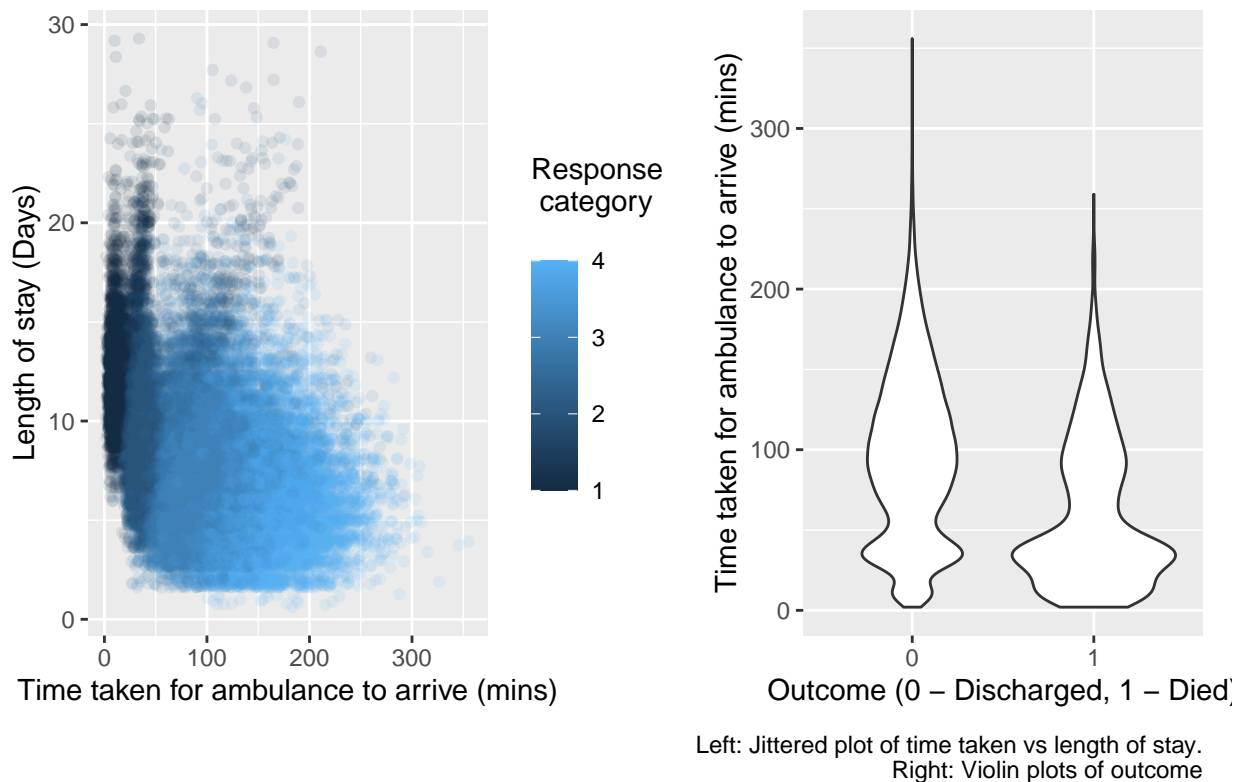 30
20
10
0
0
100
200
300
Length of stay (Days)
Time taken for ambulance to arrive (mins)
Response
category
4
3
2
1
300
200
100
0
0
1
Time taken for ambulance to arrive (mins)
Outcome (0 − Discharged, 1 − Died)
Left: Jittered plot of time taken vs length of stay.
Right: Violin plots of outcome